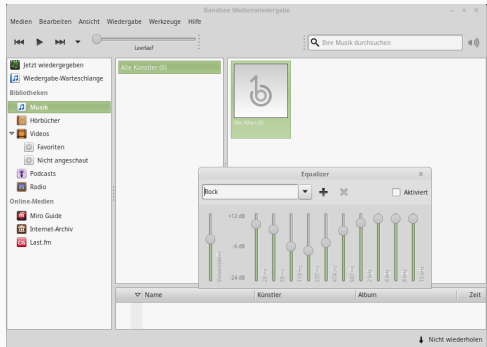 Banshee Medienwiedergabe
Medien Bearbeiten Ansicht Wiedergabe Werkzeuge Hilfe
Leerlauf
Ihre Musik durchsuchen
Jetzt wiedergegeben
Wiedergabe-Warteschlange
Bibliotheken
Musik
Hörbücher
Videos
Favoriten
Nicht angeschaut
Podcasts
Radio
Online-Medien
Miro Guide
Internet-Archiv
Last.fm
Alle Künstler (0)
Alle Alben (0)
Equalizer
Rock
Aktiviert
+12 dB
-6 dB
-24 dB
Name Künstler Album Zeit
Nicht wiederholen